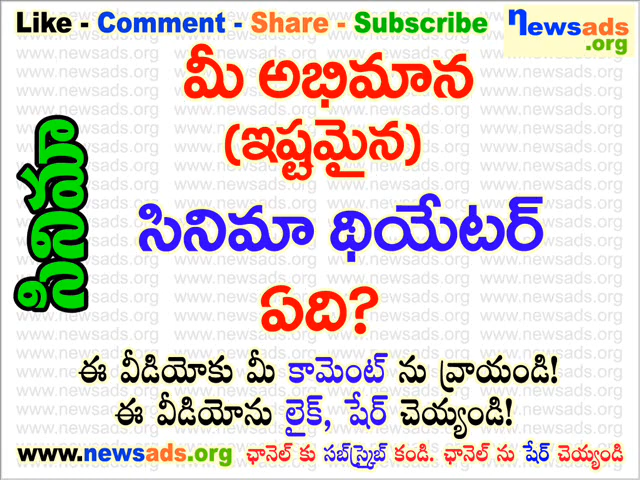 Like - Comment - Share - Subscribe
newsads
.org
మీ అభిమాన
(ఇష్టమైన)
సినిమా
సినిమా థియేటర్
ఏది?
ఈ వీడియోకు మీ కామెంట్ ను వ్రాయండి!
ఈ వీడియోను లైక్, షేర్ చెయ్యండి!
www.newsads.org ఛానెల్ కు సబ్‌స్క్రైబ్ కండి. ఛానెల్ ను షేర్ చెయ్యండి